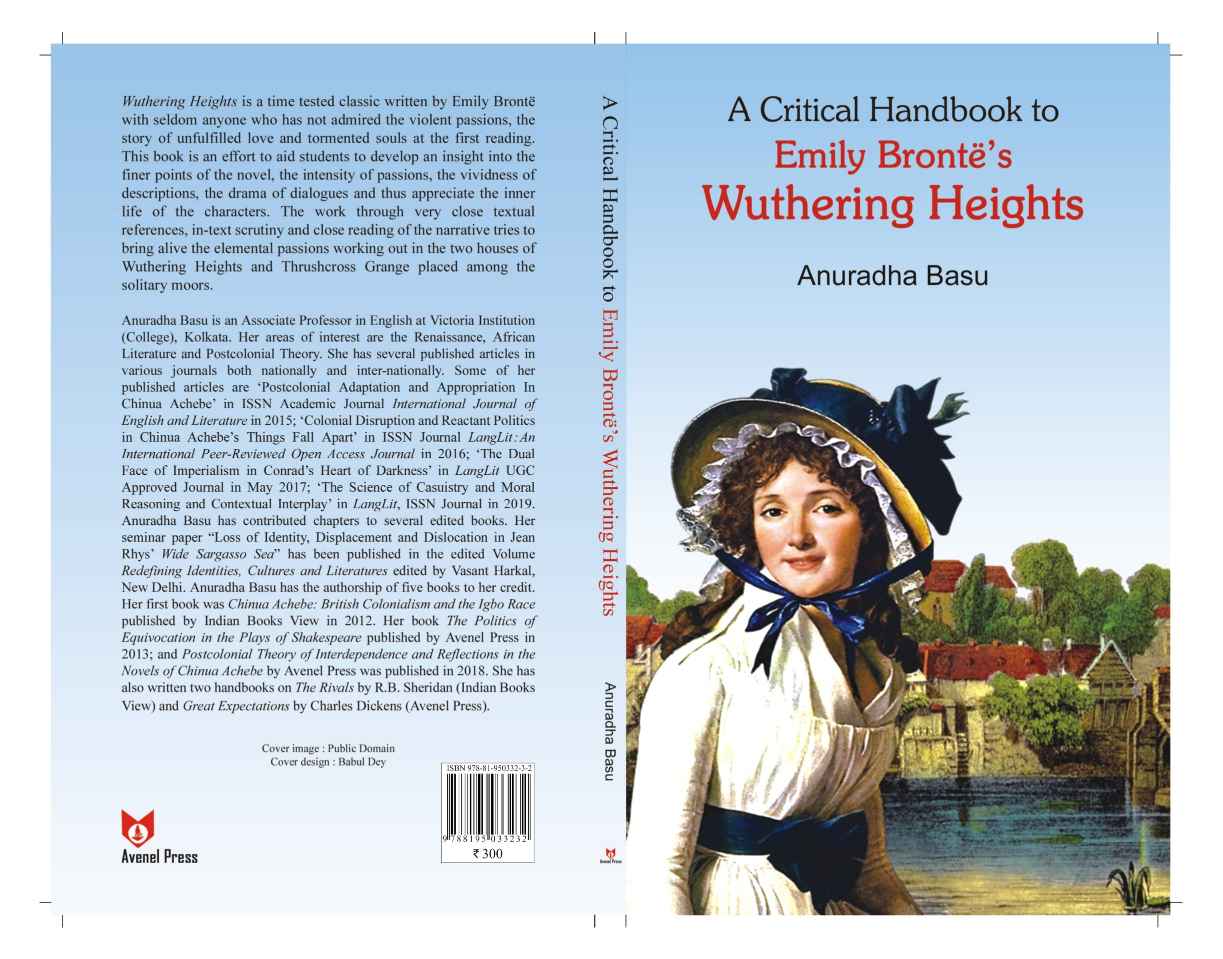 Wuthering Heights is a time tested classic written by Emily Brontë
with seldom anyone who has not admired the violent passions, the
story of unfulfilled love and tormented souls at the first reading.
This book is an effort to aid students to develop an insight into the
finer points of the novel, the intensity of passions, the vividness of
descriptions, the drama of dialogues and thus appreciate the inner
life of the characters. The work through very close textual
references, in-text scrutiny and close reading of the narrative tries to
bring alive the elemental passions working out in the two houses of
Wuthering Heights and Thrushcross Grange placed among the
solitary moors.
Anuradha Basu is an Associate Professor in English at Victoria Institution
(College), Kolkata. Her areas of interest are the Renaissance, African
Literature and Postcolonial Theory. She has several published articles in
various journals both nationally and inter-nationally. Some of her
published articles are ‘Postcolonial Adaptation and Appropriation In
Chinua Achebe’ in ISSN Academic Journal International Journal of
English and Literature in 2015; ‘Colonial Disruption and Reactant Politics
in Chinua Achebe’s Things Fall Apart’ in ISSN Journal LangLit: An
International Peer-Reviewed Open Access Journal in 2016; ‘The Dual
Face of Imperialism in Conrad’s Heart of Darkness’ in LangLit UGC
Approved Journal in May 2017; ‘The Science of Casuistry and Moral
Reasoning and Contextual Interplay’ in LangLit, ISSN Journal in 2019.
Anuradha Basu has contributed chapters to several edited books. Her
seminar paper “Loss of Identity, Displacement and Dislocation in Jean
Rhys’ Wide Sargasso Sea” has been published in the edited Volume
Redefining Identities, Cultures and Literatures edited by Vasant Harkal,
New Delhi. Anuradha Basu has the authorship of five books to her credit.
Her first book was Chinua Achebe: British Colonialism and the Igbo Race
published by Indian Books View in 2012. Her book The Politics of
Equivocation in the Plays of Shakespeare published by Avenel Press in
2013; and Postcolonial Theory of Interdependence and Reflections in the
Novels of Chinua Achebe by Avenel Press was published in 2018. She has
also written two handbooks on The Rivals by R.B. Sheridan (Indian Books
View) and Great Expectations by Charles Dickens (Avenel Press).
Cover image : Public Domain
Cover design : Babul Dey
ISBN 978-81-950332-3-2
9 788195 033232
₹ 300
Avenel Press
A Critical Handbook to Emily Brontë’s Wuthering Heights
Anuradha Basu
Avenel Press
A Critical Handbook to
Emily Brontë’s
Wuthering Heights
Anuradha Basu